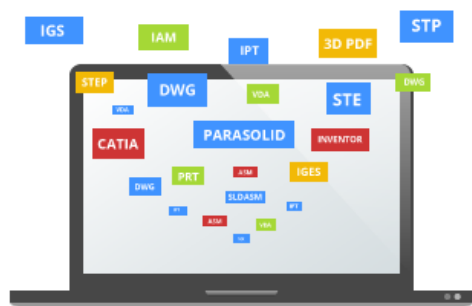 IGS
IAM
IPT
3D PDF
STP
STEP
DWG
VDA
STE
DWG
VDA
CATIA
PARASOLID
INVENTOR
PRT
ASM
IGES
DWG
SLDASM
IPT
IPT
ASM
VDA